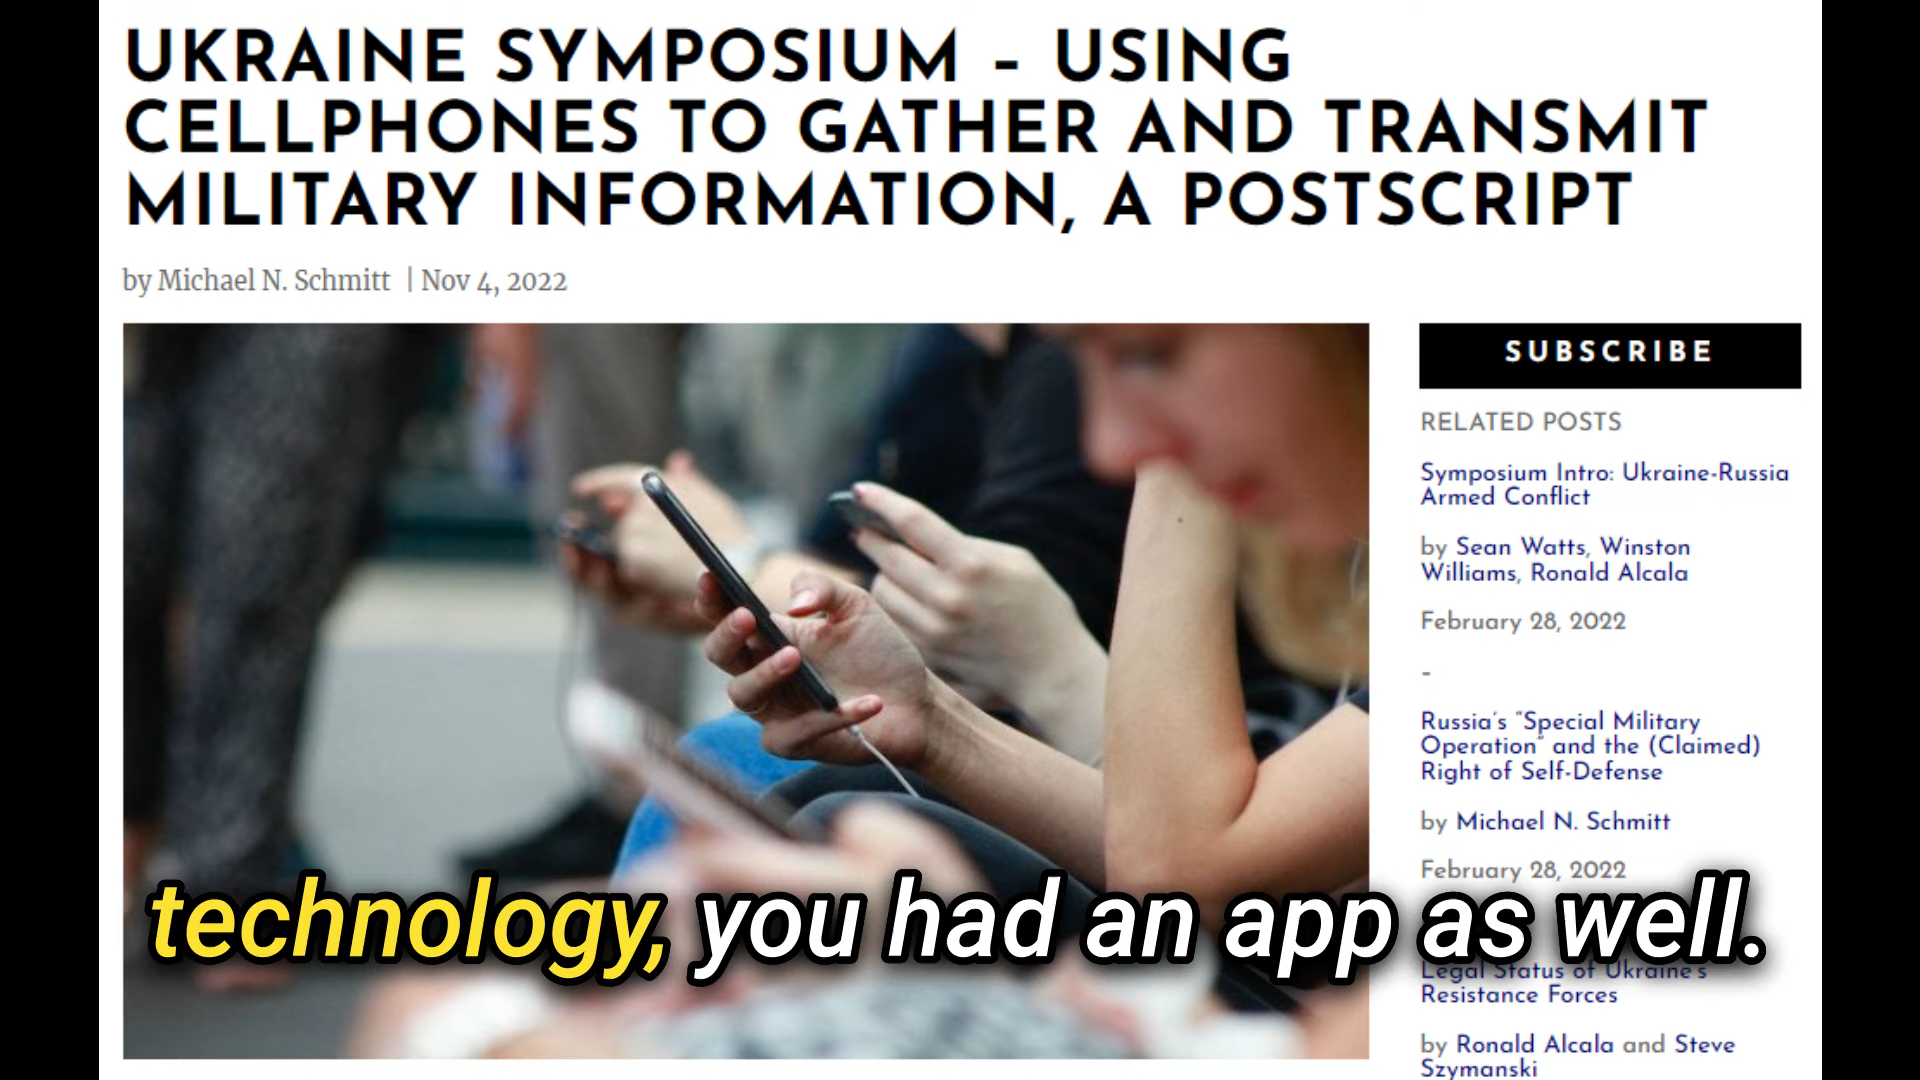 UKRAINE SYMPOSIUM – USING
CELLPHONES TO GATHER AND TRANSMIT
MILITARY INFORMATION, A POSTSCRIPT
by Michael N. Schmitt | Nov 4, 2022
SUBSCRIBE
RELATED POSTS
Symposium Intro: Ukraine-Russia
Armed Conflict
by Sean Watts, Winston
Williams, Ronald Alcala
February 28, 2022
–
Russia's “Special Military
Operation” and the (Claimed)
Right of Self-Defense
by Michael N. Schmitt
February 28, 2022
technology, you had an app as well.
Legal Status of Ukraine's
Resistance Forces
by Ronald Alcala and Steve
Szymanski